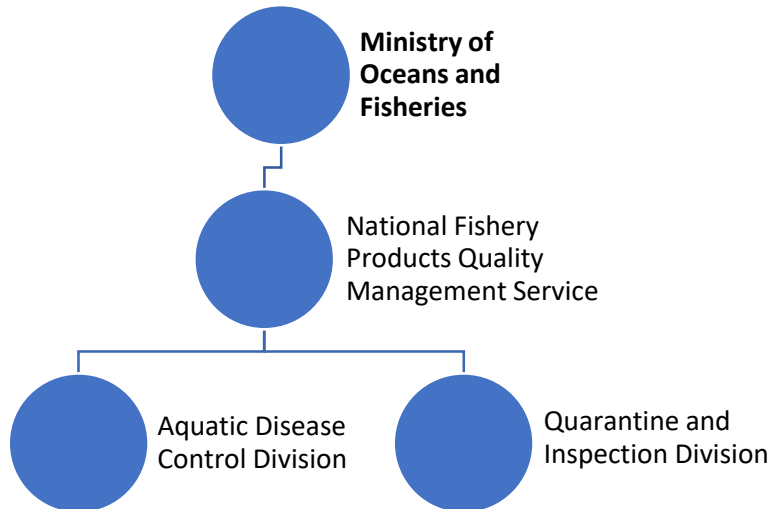 Ministry of
Oceans and
Fisheries
National Fishery
Products Quality
Management Service
Aquatic Disease
Control Division
Quarantine and
Inspection Division